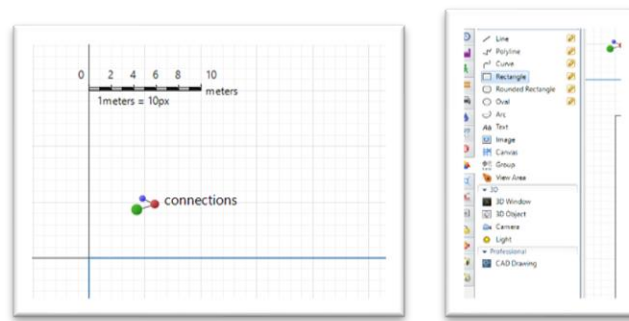 0 2 4 6 8 10
meters
1meters = 10px
connections
Line
Polyline
Curve
Rectangle
Rounded Rectangle
Oval
Arc
Aa Text
Image
Canvas
Group
View Area
3D
3D Window
3D Object
Camera
Light
Professional
CAD Drawing